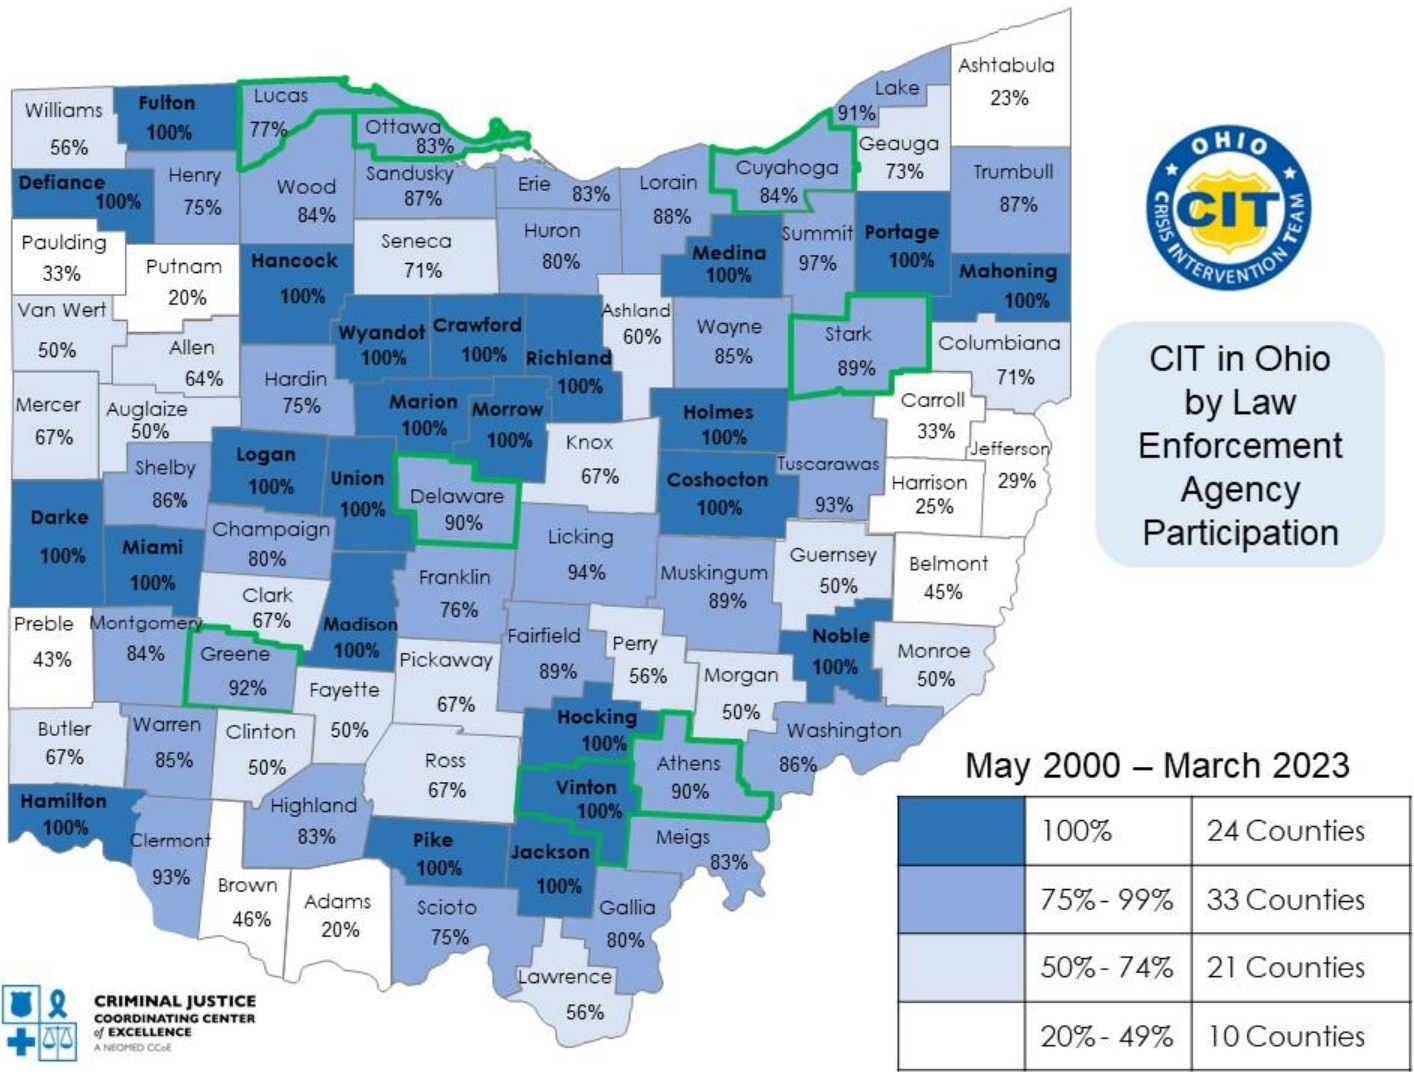 Ashtabula
23%
Lake
91%
Geauga
73%
Williams
56%
Fulton
100%
Lucas
77%
Ottawa
83%
Cuyahoga
84%
Trumbull
87%
Defiance
100%
Henry
75%
Wood
84%
Sandusky
87%
Erie 83%
Lorain
88%
Medina
100%
Summit
97%
Portage
100%
Mahoning
100%
Paulding
33%
Putnam
20%
Hancock
100%
Seneca
71%
Huron
80%
Van Wert
50%
Allen
64%
Wyandot
100%
Crawford
100%
Richland
100%
Ashland
60%
Wayne
85%
Stark
89%
Columbiana
71%
Mercer
67%
Auglaize
50%
Hardin
75%
Marion
100%
Morrow
100%
Knox
67%
Holmes
100%
Carroll
33%
Jefferson
29%
Shelby
86%
Logan
100%
Union
100%
Delaware
90%
Coshocton
100%
Tuscarawas
93%
Harrison
25%
Darke
100%
Miami
100%
Champaign
80%
Licking
94%
Muskingum
89%
Guernsey
50%
Belmont
45%
Clark
67%
Madison
100%
Franklin
76%
Preble
43%
Montgomery
84%
Greene
92%
Fayette
50%
Pickaway
67%
Fairfield
89%
Perry
56%
Morgan
50%
Noble
100%
Monroe
50%
Butler
67%
Warren
85%
Clinton
50%
Ross
67%
Hocking
100%
Athens
90%
Washington
86%
Hamilton
100%
Clermont
93%
Highland
83%
Pike
100%
Vinton
100%
Jackson
100%
Meigs
83%
Brown
46%
Adams
20%
Scioto
75%
Gallia
80%
Lawrence
56%
OHIO
CIT
CRISIS INTERVENTION TEAM
CIT in Ohio
by Law
Enforcement
Agency
Participation
May 2000 – March 2023
100% 24 Counties
75%- 99% 33 Counties
50%- 74% 21 Counties
20%- 49% 10 Counties
CRIMINAL JUSTICE
COORDINATING CENTER
of EXCELLENCE
A NEOMED CCoE